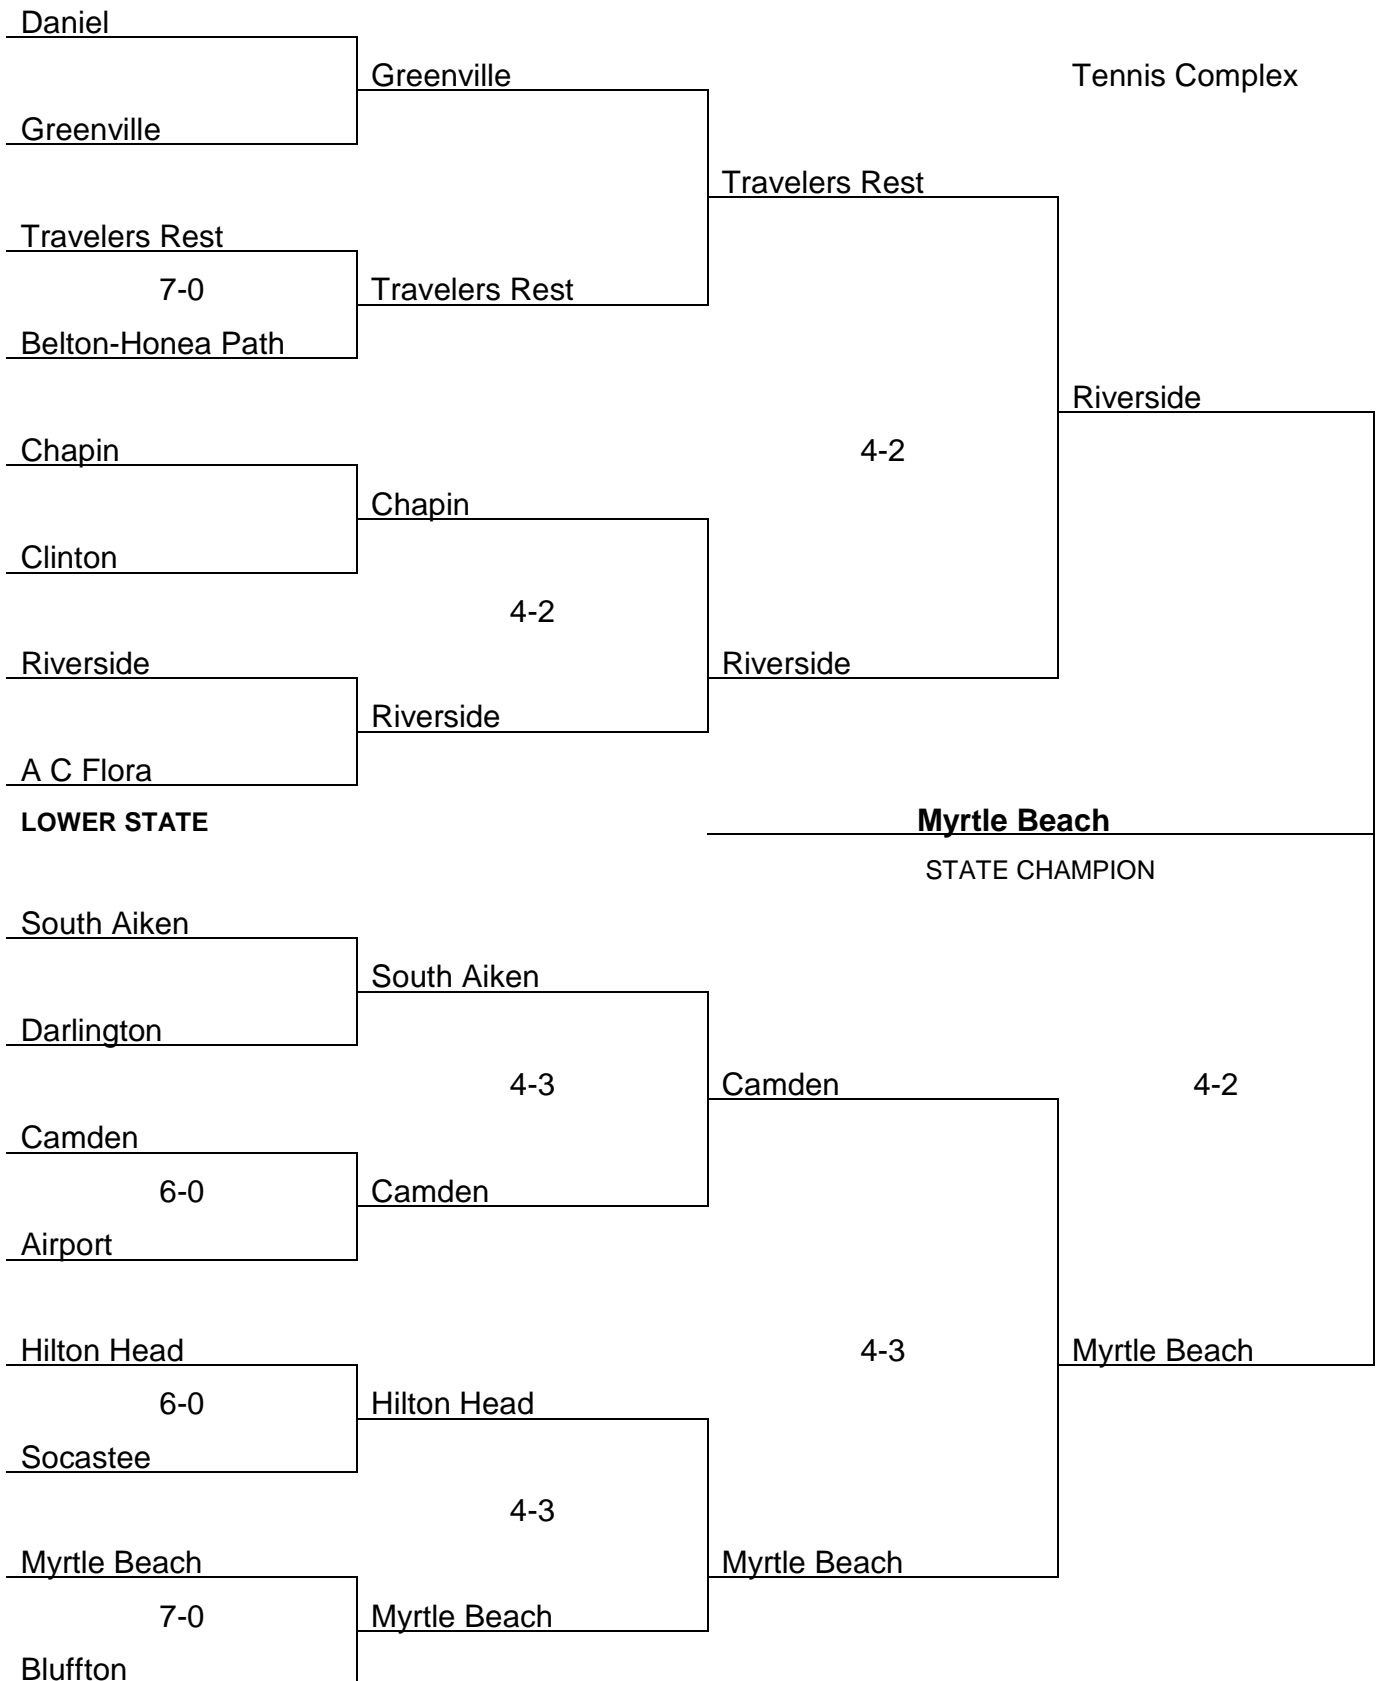 Daniel
Greenville Tennis Complex
Greenville
Travelers Rest
Travelers Rest
7-0 Travelers Rest
Belton-Honea Path
Riverside
Chapin 4-2
Chapin
Clinton
4-2
Riverside Riverside
Riverside
A C Flora
LOWER STATE Myrtle Beach
STATE CHAMPION
South Aiken
South Aiken
Darlington
4-3 Camden 4-2
Camden
6-0 Camden
Airport
Hilton Head 4-3 Myrtle Beach
6-0 Hilton Head
Socastee
4-3
Myrtle Beach Myrtle Beach
7-0 Myrtle Beach
Bluffton